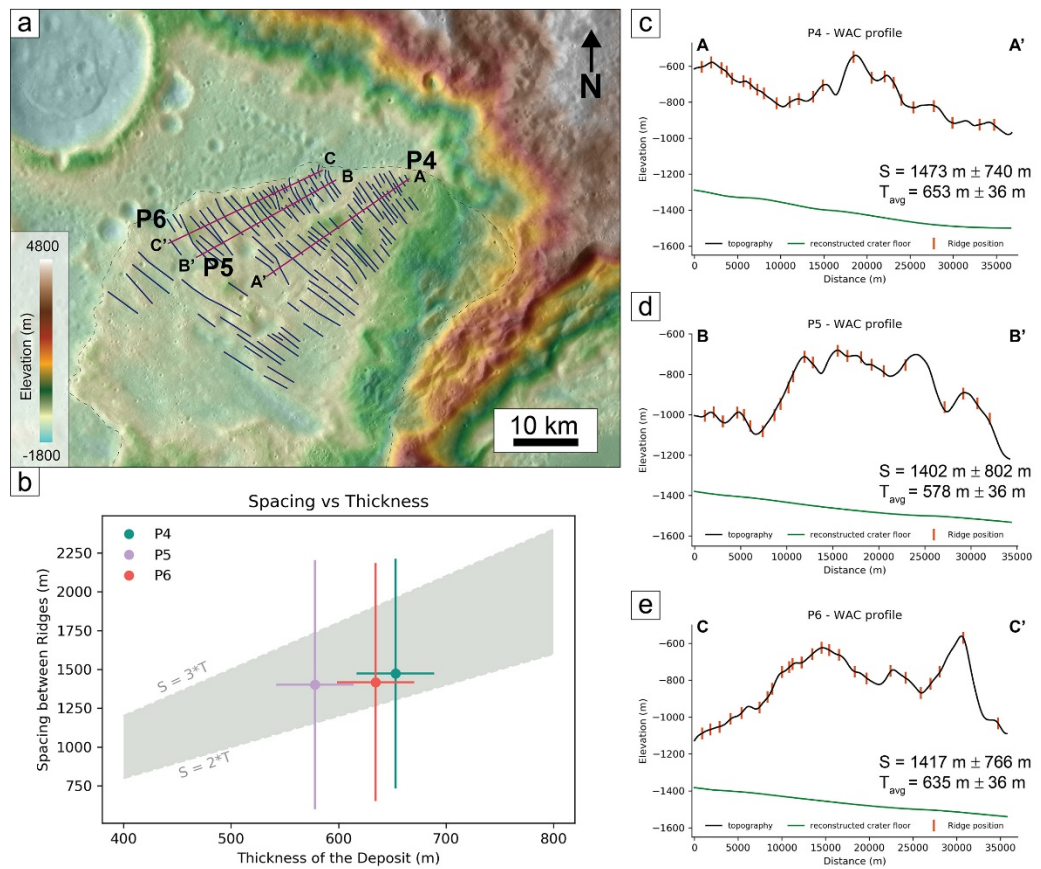 a
N
C
B
P4
A
P6
C'
B'
P5
A'
4800
Elevation (m)
-1800
10 km
b
Spacing vs Thickness
P4
P5
P6
S = 3*T
S = 2*T
2250
2000
1750
1500
1250
1000
750
Spacing between Ridges (m)
400 500 600 700 800
Thickness of the Deposit (m)
c
P4 - WAC profile
A A'
−600
−800
−1000
−1200
−1400
−1600
Elevation (m)
S = 1473 m ± 740 m
Tavg = 653 m ± 36 m
topography reconstructed crater floor Ridge position
0 5000 10000 15000 20000 25000 30000 35000
Distance (m)
d
P5 - WAC profile
B B'
−600
−800
−1000
−1200
−1400
−1600
Elevation (m)
S = 1402 m ± 802 m
Tavg = 578 m ± 36 m
topography reconstructed crater floor Ridge position
0 5000 10000 15000 20000 25000 30000 35000
Distance (m)
e
P6 - WAC profile
C C'
−600
−800
−1000
−1200
−1400
−1600
Elevation (m)
S = 1417 m ± 766 m
Tavg = 635 m ± 36 m
topography reconstructed crater floor Ridge position
0 5000 10000 15000 20000 25000 30000 35000
Distance (m)